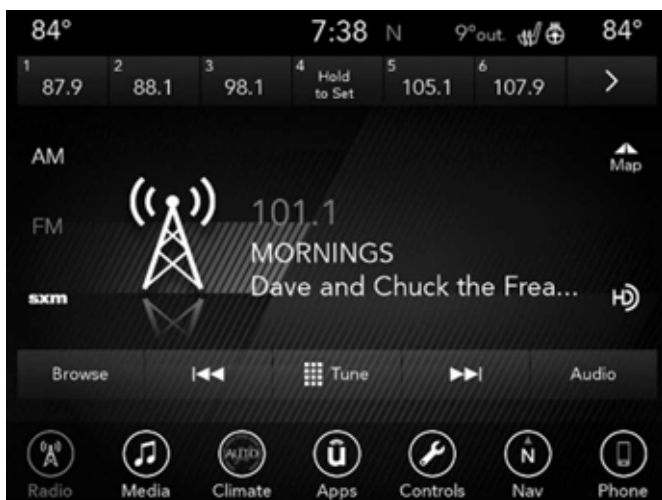 84° 7:38 N 9°out. 84°
1 87.9 2 88.1 3 98.1 4 Hold to Set 5 105.1 6 107.9 >
AM
Map
FM
101.1
MORNINGS
Dave and Chuck the Frea...
sxm
HD
Browse Tune Audio
AUTO û N
Radio Media Climate Apps Controls Nav Phone